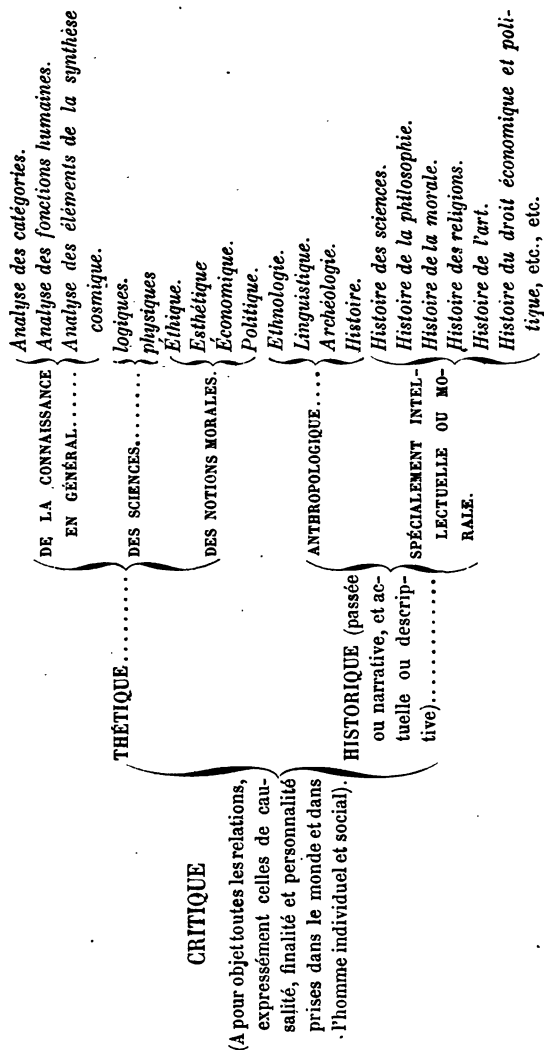 CRITIQUE
(A pour objet toutes les relations,
expressément celles de cau-
salité, finalité et personnalité
prises dans le monde et dans
l'homme individuel et social).
THÉTIQUE.........
DE LA CONNAISSANCE
EN GÉNÉRAL......
Analyse des catégories.
Analyse des fonctions humaines.
Analyse des éléments de la synthèse
cosmique.
DES SCIENCES........
logiques.
physiques
DES NOTIONS MORALES.
Éthique.
Esthétique
Économique.
Politique.
HISTORIQUE (passée
ou narrative, et ac-
tuelle ou descrip-
tive)............
ANTHROPOLOGIQUE....
Ethnologie.
Linguistique.
Archéologie.
Histoire.
SPÉCIALEMENT INTEL-
LECTUELLE OU MO-
RALE.
Histoire des sciences.
Histoire de la philosophie.
Histoire de la morale.
Histoire des religions.
Histoire de l'art.
Histoire du droit économique et poli-
tique, etc., etc.